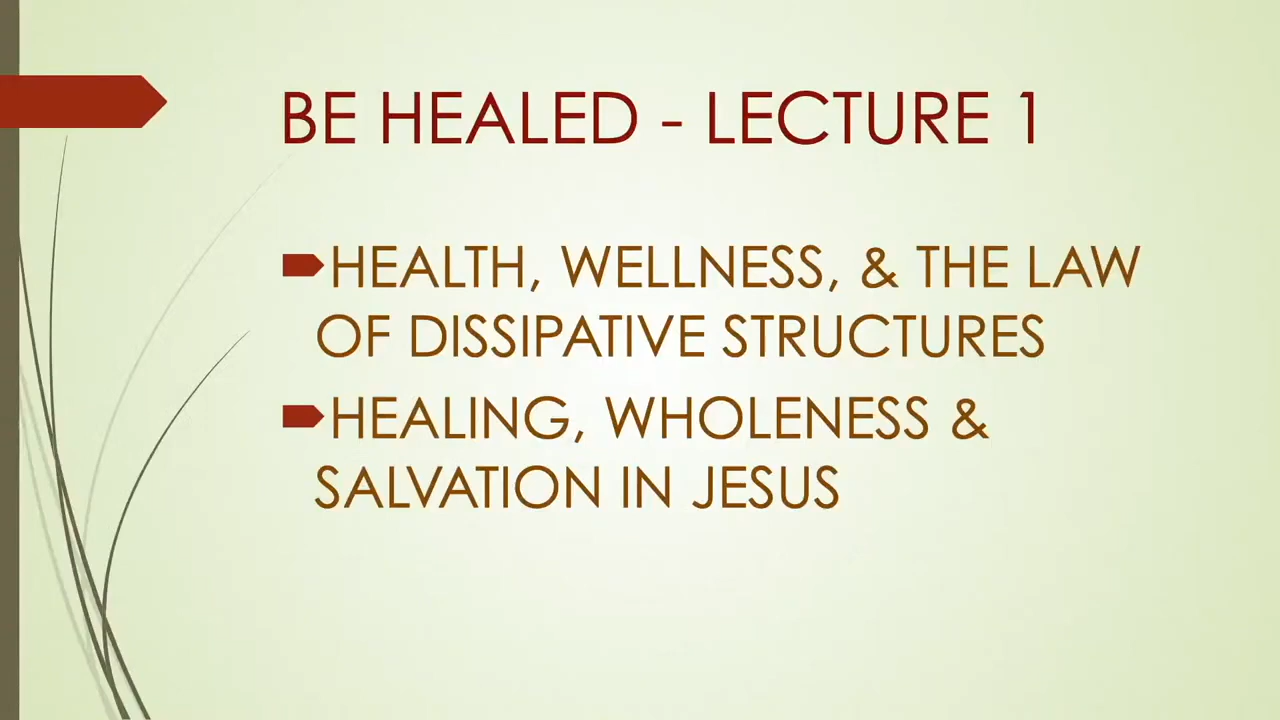 BE HEALED - LECTURE 1
HEALTH, WELLNESS, & THE LAW
OF DISSIPATIVE STRUCTURES
HEALING, WHOLENESS &
SALVATION IN JESUS